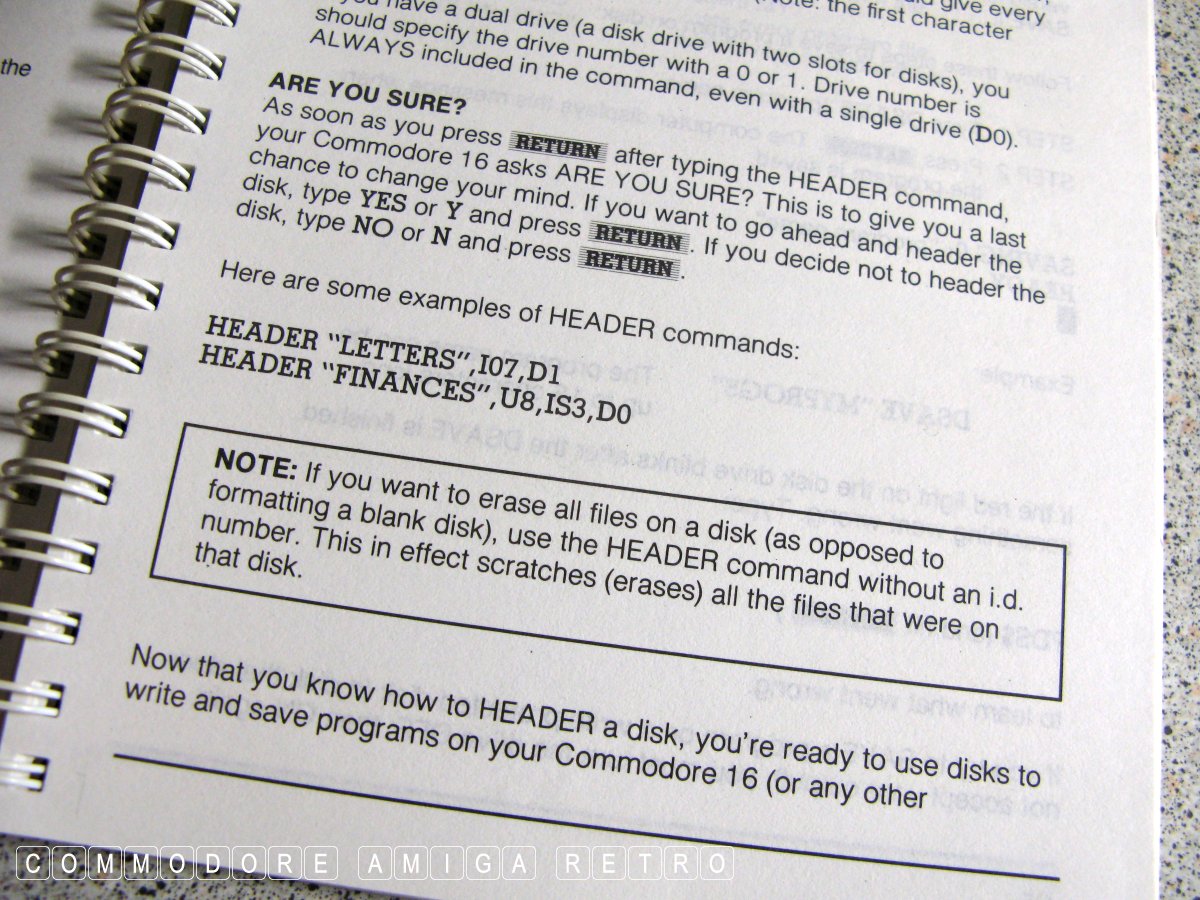 the
uld give every
(Note: the first character
you have a dual drive (a disk drive with two slots for disks), you
should specify the drive number with a 0 or 1. Drive number is
ALWAYS included in the command, even with a single drive (D0).
ARE YOU SURE?
As soon as you press RETURN after typing the HEADER command,
your Commodore 16 asks ARE YOU SURE? This is to give you a last
chance to change your mind. If you want to go ahead and header the
disk, type YES or Y and press RETURN. If you decide not to header the
disk, type NO or N and press RETURN.
Here are some examples of HEADER commands:
HEADER "LETTERS",I07,D1
HEADER "FINANCES",U8,IS3,D0
NOTE: If you want to erase all files on a disk (as opposed to
formatting a blank disk), use the HEADER command without an i.d.
number. This in effect scratches (erases) all the files that were on
that disk.
Now that you know how to HEADER a disk, you're ready to use disks to
write and save programs on your Commodore 16 (or any other
COMMODORE AMIGA RETRO